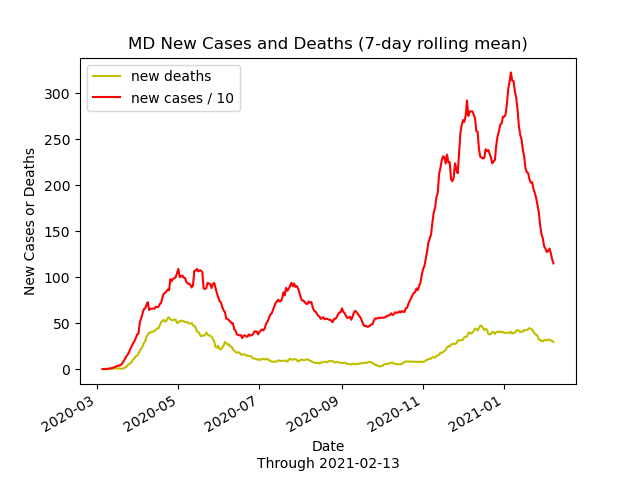 MD New Cases and Deaths (7-day rolling mean)
new deaths
new cases / 10
New Cases or Deaths
300
250
200
150
100
50
0
2020-03
2020-05
2020-07
2020-09
2020-11
2021-01
Date
Through 2021-02-13